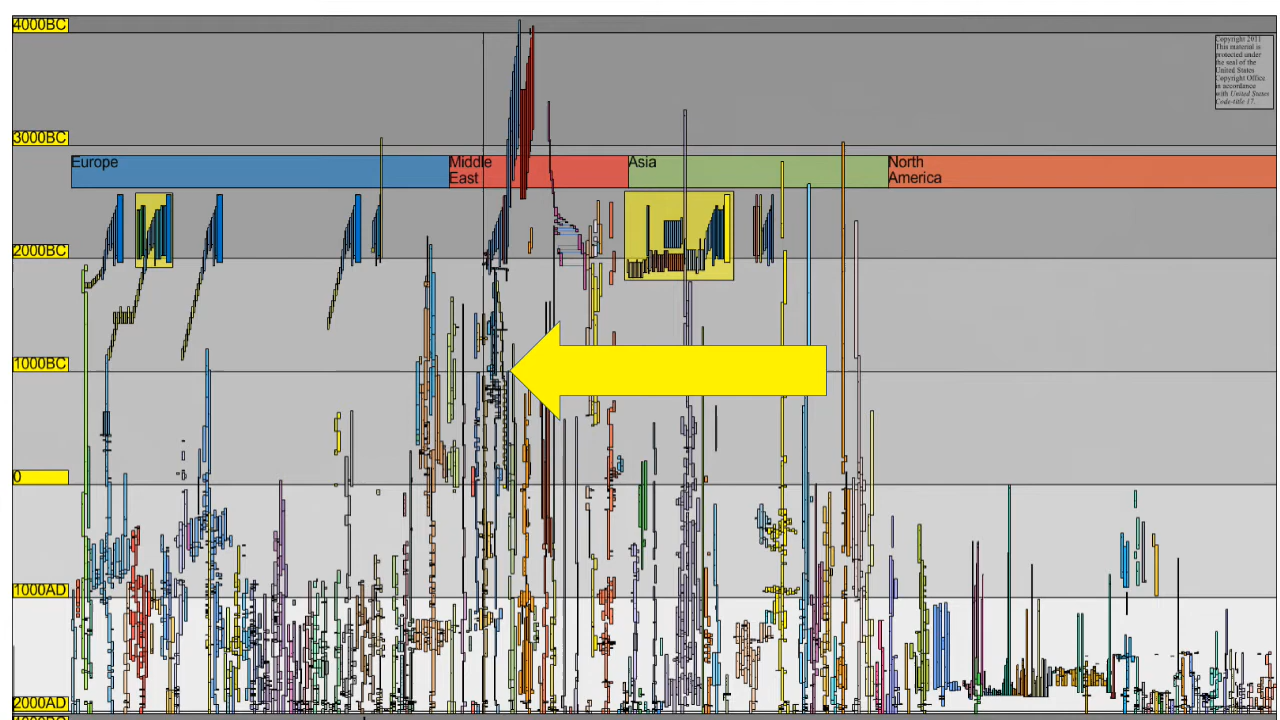 4000BC
Copyright 2011
This material is
protected under
the seal of the
United States
Copyright Office
in accordance
with United States
Code-title 17.
3000BC
Europe
Middle
East
Asia
North
America
2000BC
1000BC
0
1000AD
2000AD